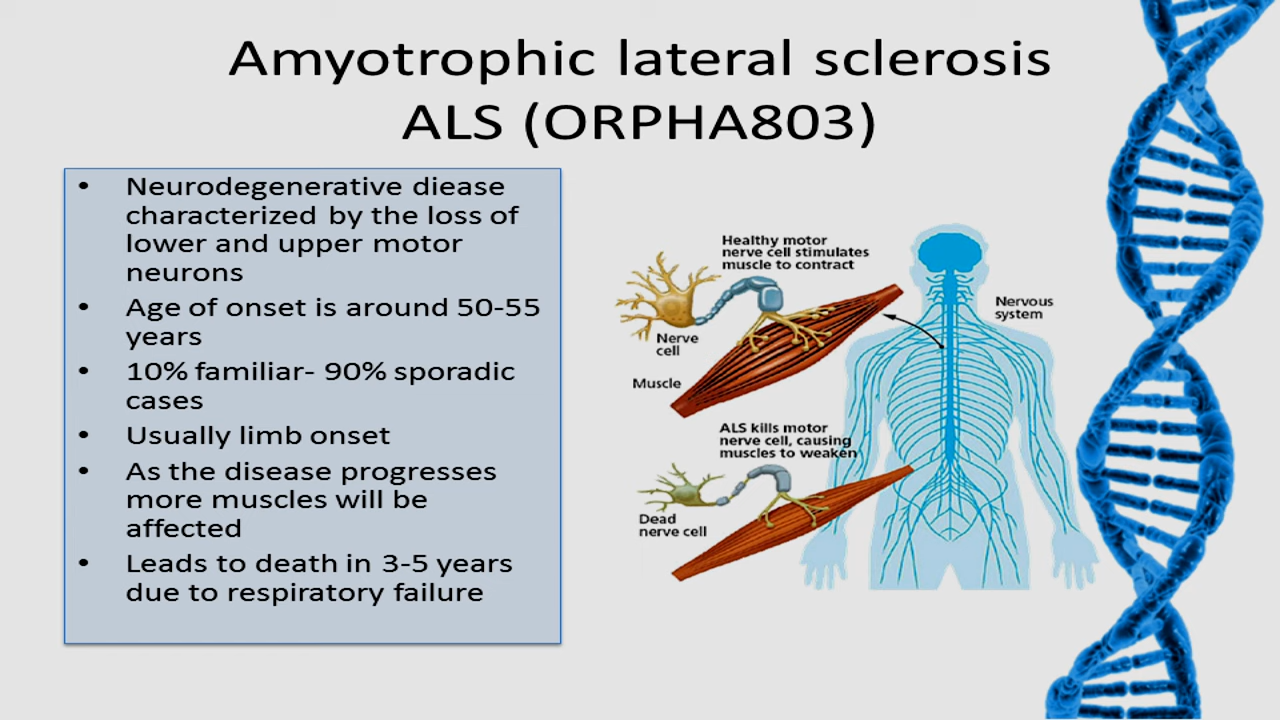 Amyotrophic lateral sclerosis
ALS (ORPHA803)
• Neurodegenerative diease
characterized by the loss of
lower and upper motor
neurons
• Age of onset is around 50-55
years
• 10% familiar- 90% sporadic
cases
• Usually limb onset
• As the disease progresses
more muscles will be
affected
• Leads to death in 3-5 years
due to respiratory failure
Healthy motor
nerve cell stimulates
muscle to contract
Nervous
system
Nerve
cell
Muscle
ALS kills motor
nerve cell, causing
muscles to weaken
Dead
nerve cell